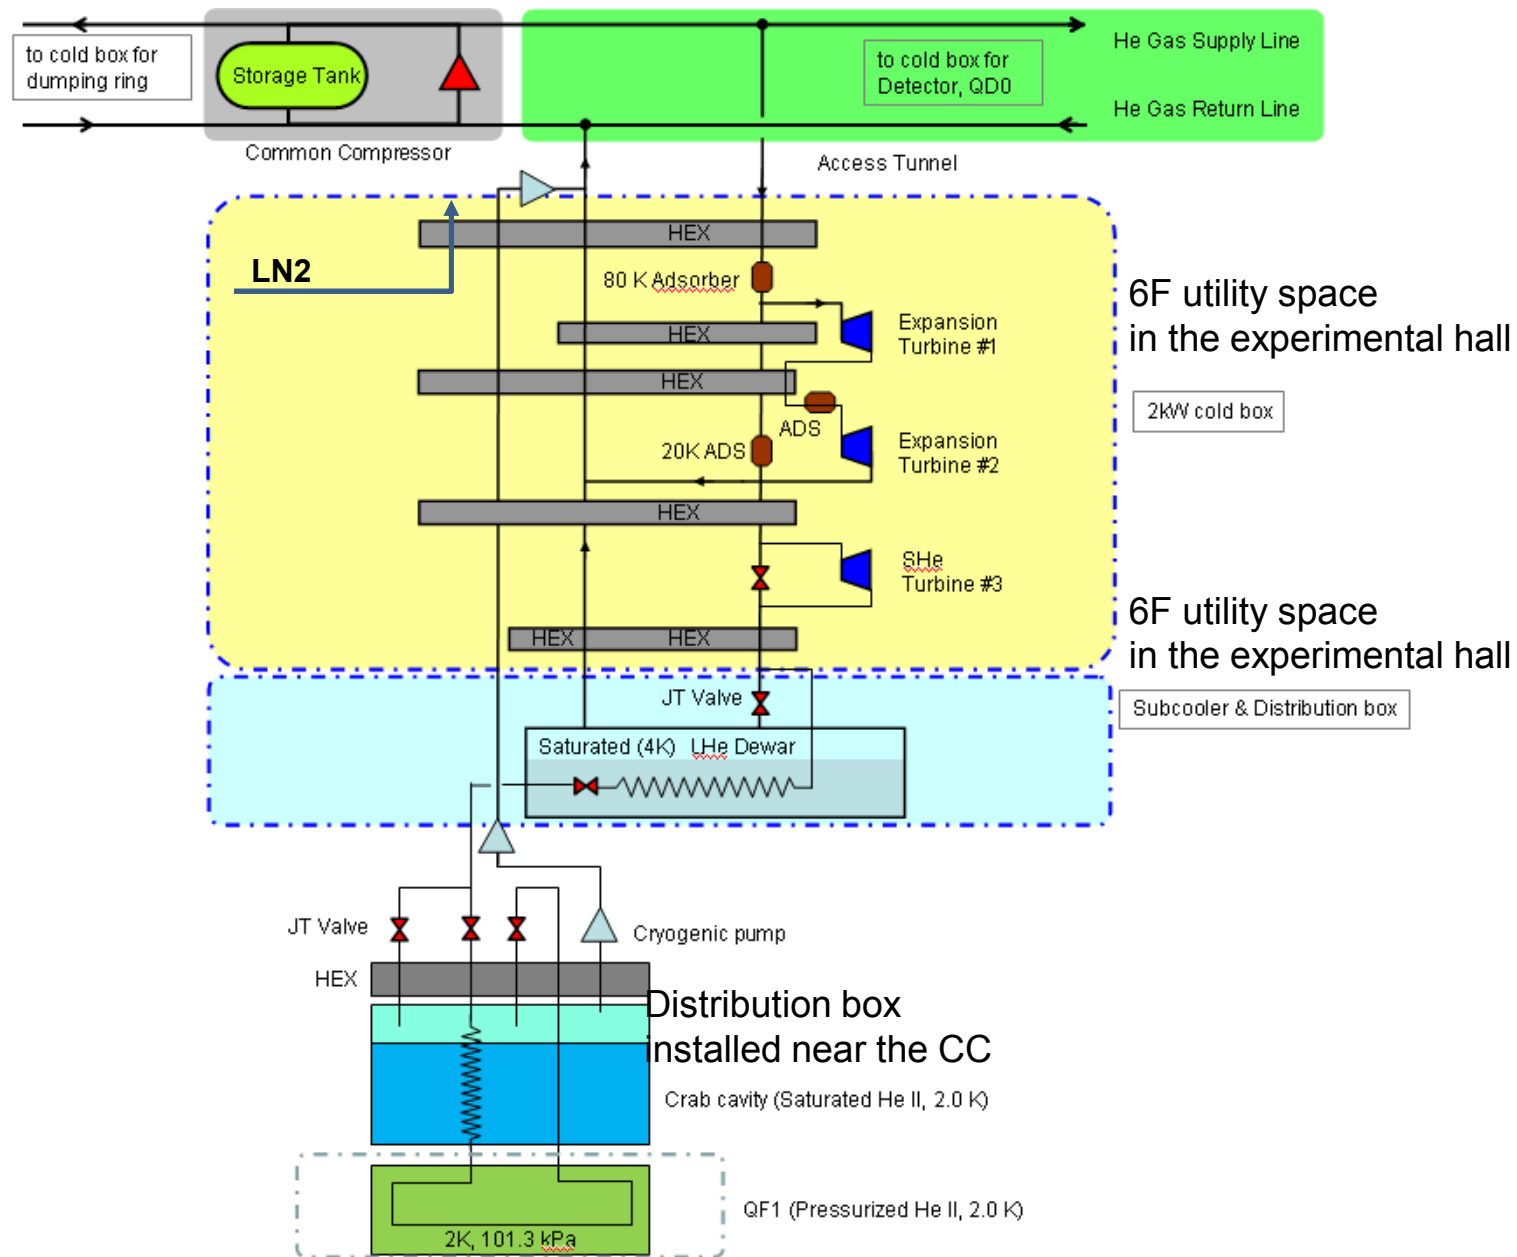 to cold box for
dumping ring
Storage Tank
to cold box for
Detector, QD0
He Gas Supply Line
He Gas Return Line
Common Compressor
Access Tunnel
HEX
LN2
80 K Adsorber
6F utility space
in the experimental hall
HEX
Expansion
Turbine #1
HEX
2kW cold box
ADS
20K ADS
Expansion
Turbine #2
HEX
SHe
Turbine #3
6F utility space
in the experimental hall
HEX
HEX
JT Valve
Subcooler & Distribution box
Saturated (4K) LHe Dewar
JT Valve
Cryogenic pump
HEX
Distribution box
installed near the CC
Crab cavity (Saturated He II, 2.0 K)
QF1 (Pressurized He II, 2.0 K)
2K, 101.3 kPa